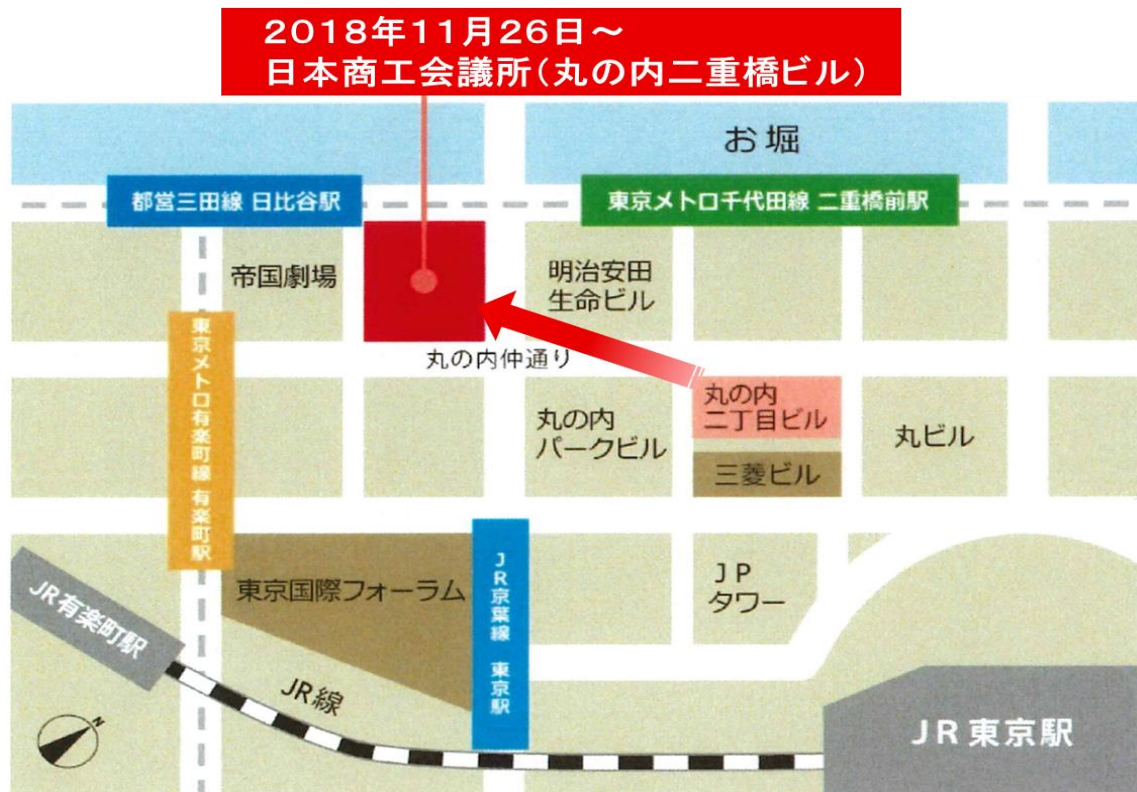 2018年11月26日～
日本商工会議所(丸の内二重橋ビル)
お堀
都営三田線 日比谷駅
東京メトロ千代田線 二重橋前駅
帝国劇場
明治安田
生命ビル
東京メトロ有楽町線 有楽町駅
丸の内仲通り
丸の内
二丁目ビル
丸の内
パークビル
丸ビル
三菱ビル
JR京葉線 東京駅
JR有楽町駅
東京国際フォーラム
JP
タワー
JR線
N
JR東京駅